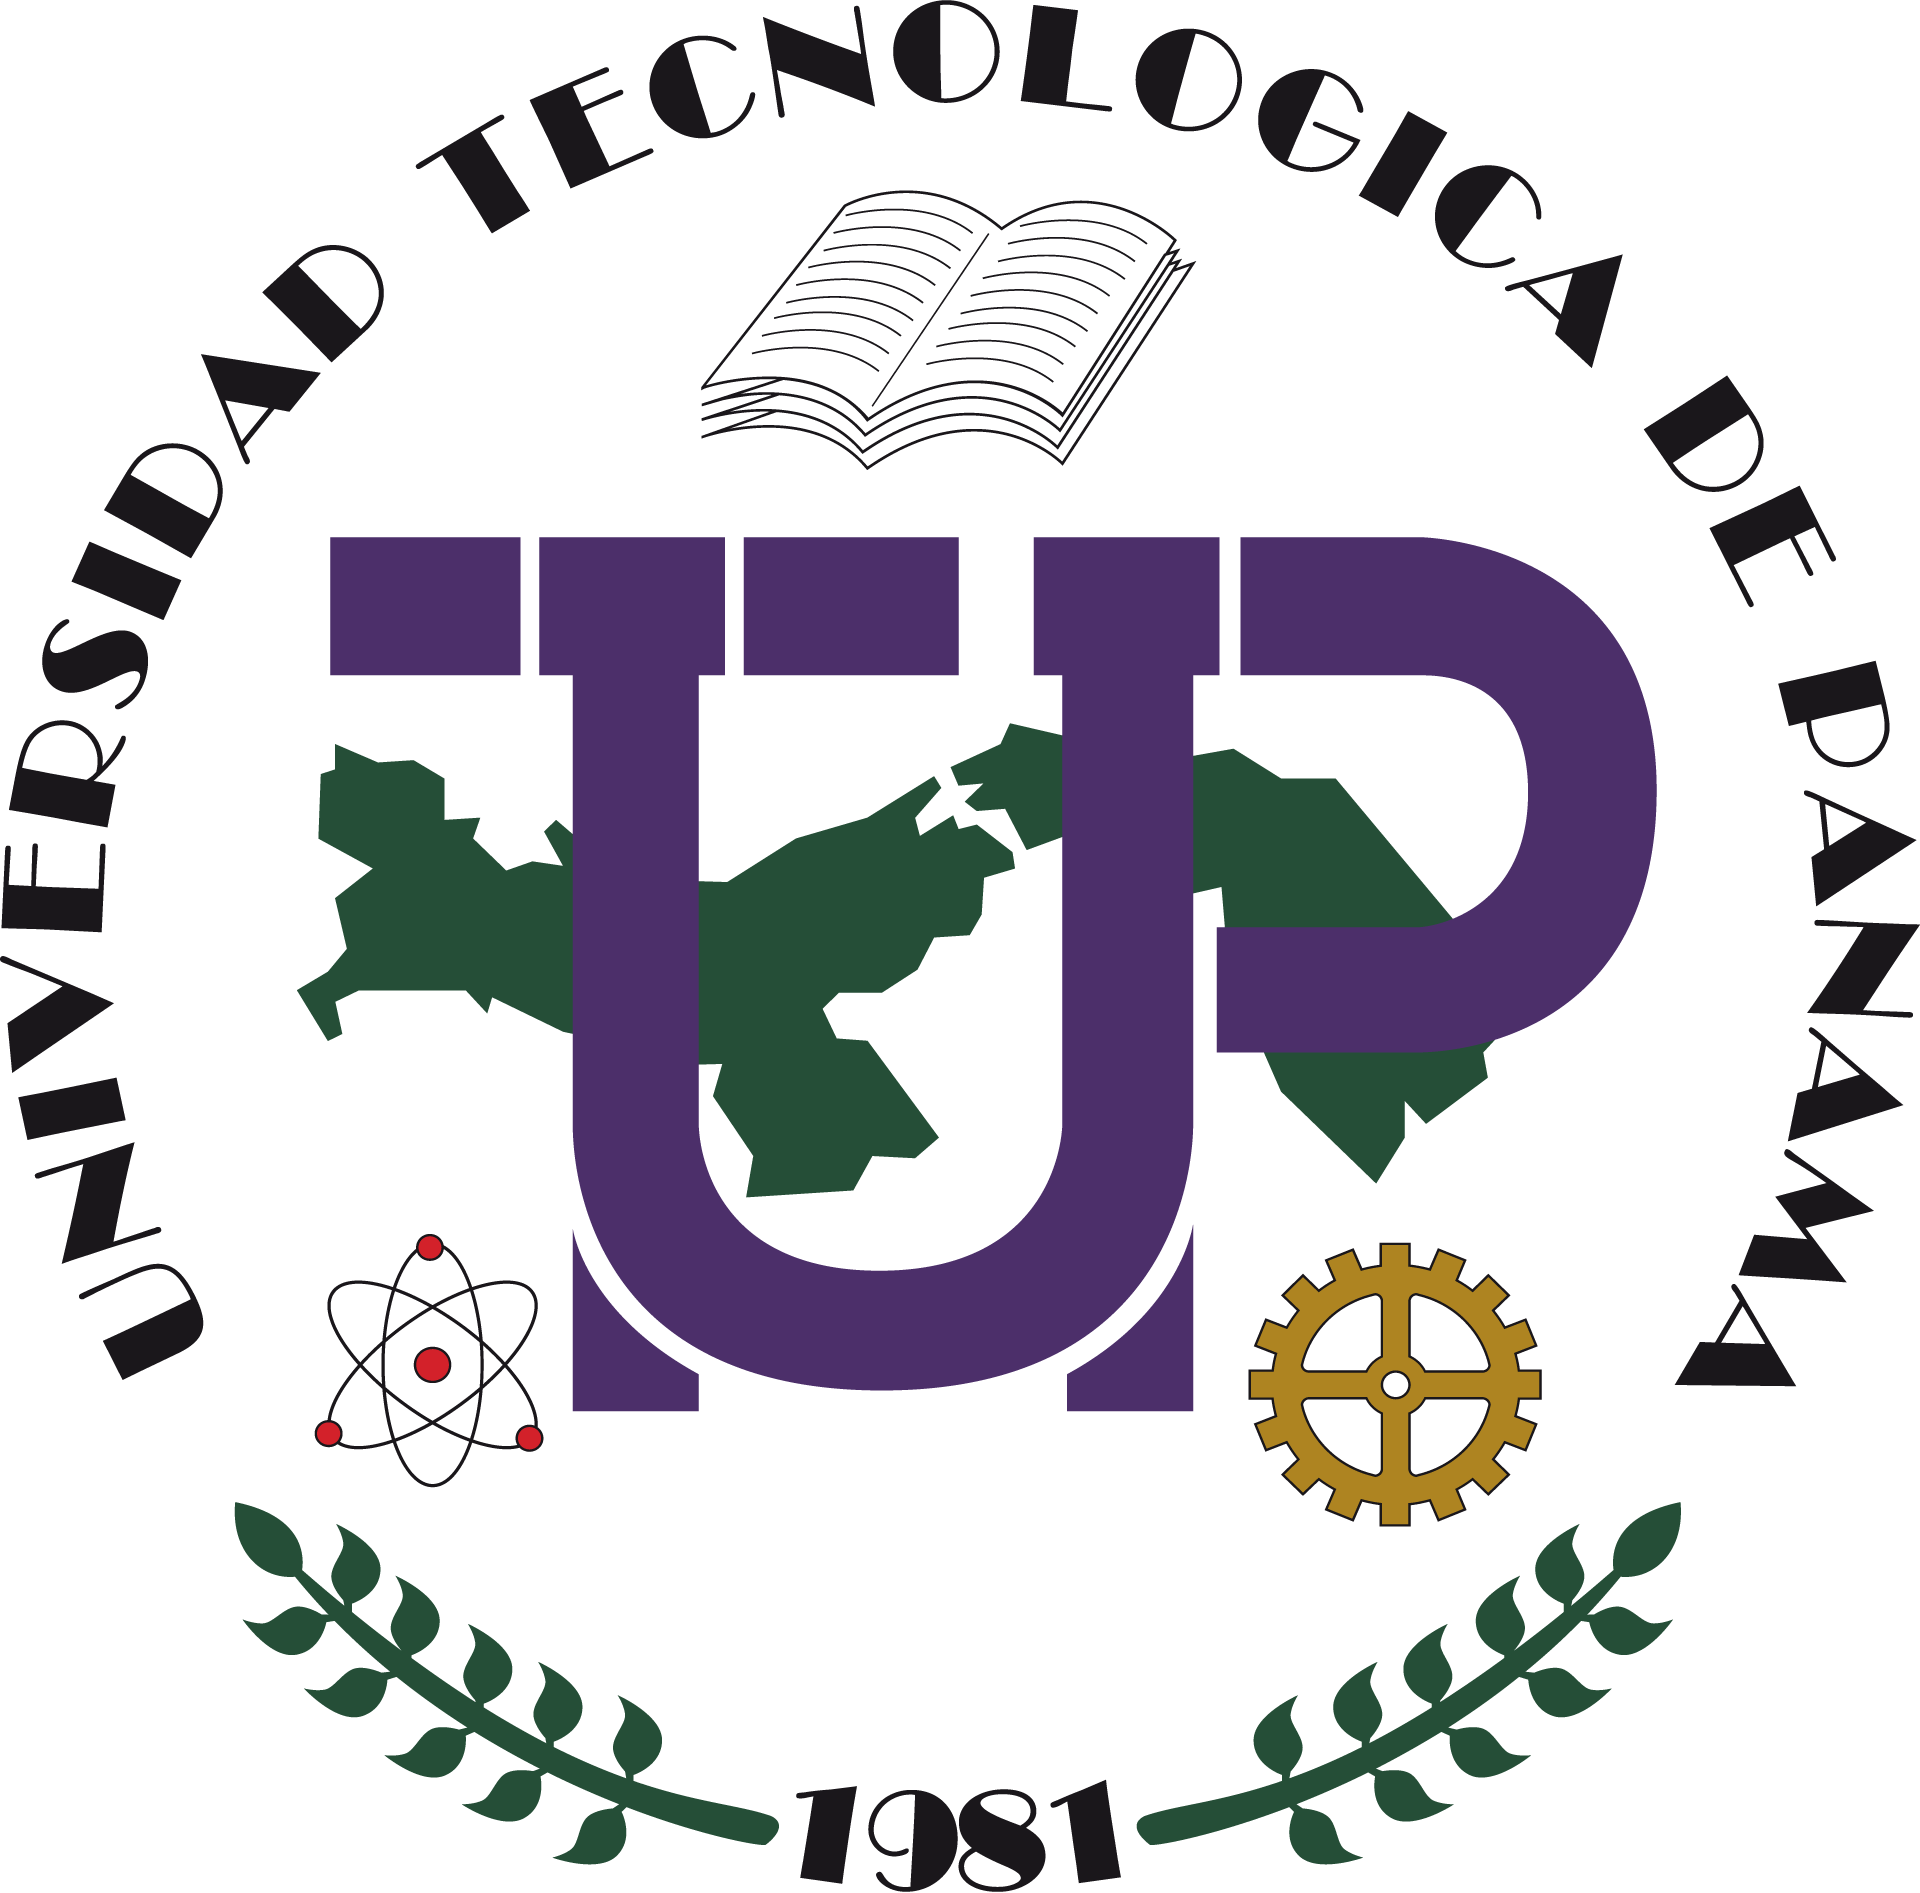 UNIVERSIDAD TECNOLOGICA DE PANAMA
UTP
1981